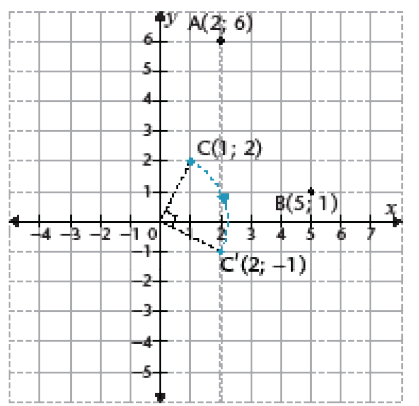 y A(2; 6)
6
5
4
3
C(1; 2)
2
1
B(5; 1) x
–4 –3 –2 –1 0 1 2 3 4 5 6 7
–1
C'(2; –1)
–2
–3
–4
–5